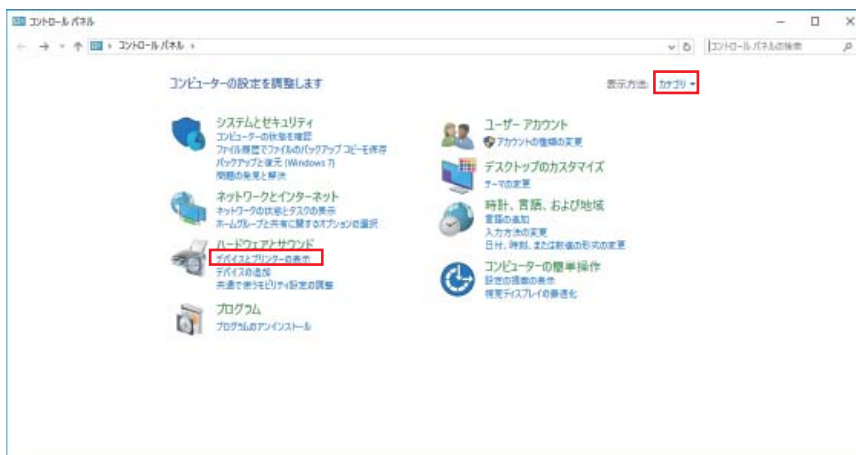 コントロール パネル
コントロール パネル
コントロール パネルの検索
コンピューターの設定を調整します
表示方法: カテゴリ
システムとセキュリティ
コンピューターの状態を確認
ファイル履歴でファイルのバックアップ コピーを保存
バックアップと復元 (Windows 7)
問題の発見と解決
ネットワークとインターネット
ネットワークの状態とタスクの表示
ホームグループと共有に関するオプションの選択
ハードウェアとサウンド
デバイスとプリンターの表示
デバイスの追加
共通で使うモビリティ設定の調整
プログラム
プログラムのアンインストール
ユーザー アカウント
アカウントの種類の変更
デスクトップのカスタマイズ
テーマの変更
時計、言語、および地域
言語の追加
入力方法の変更
日付、時刻、または数値の形式の変更
コンピューターの簡単操作
設定の提案の表示
視覚ディスプレイの最適化